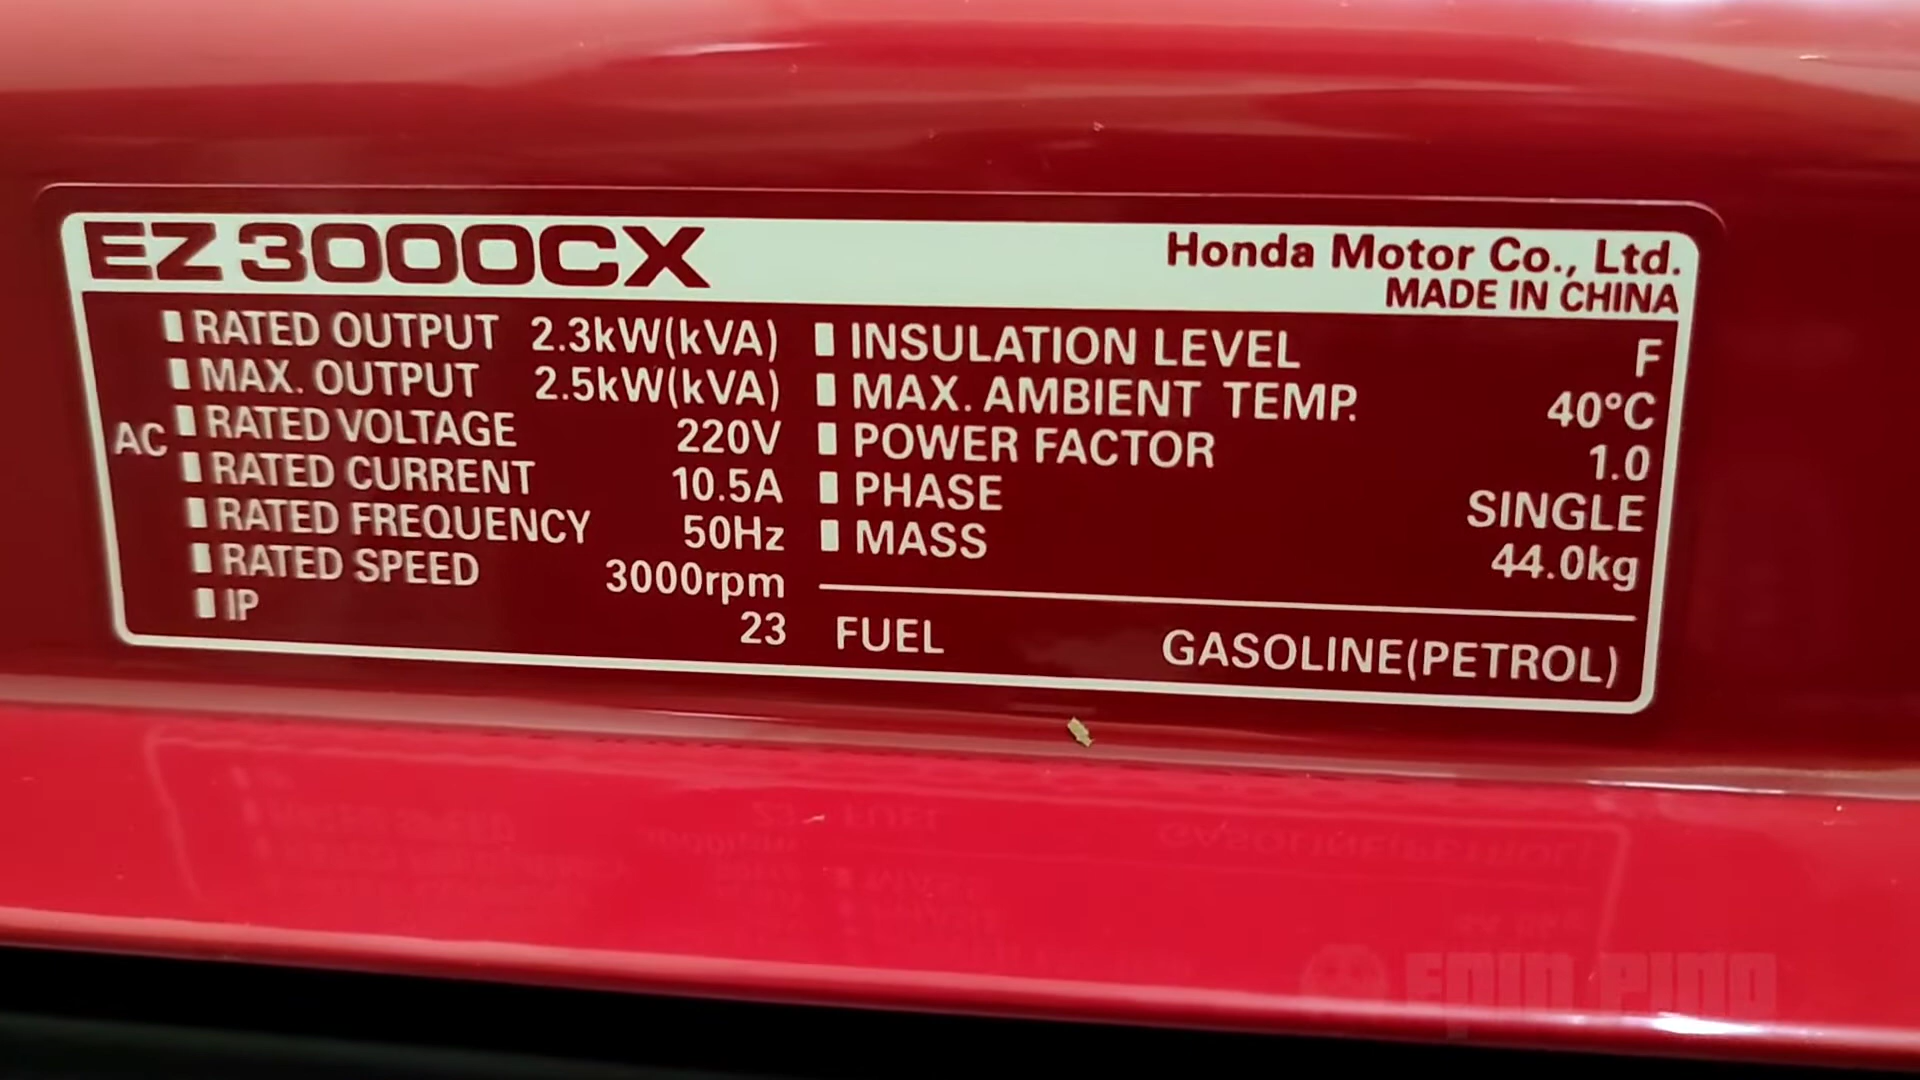 EZ3000CX
Honda Motor Co., Ltd.
MADE IN CHINA
AC
RATED OUTPUT 2.3kW(kVA)
MAX. OUTPUT 2.5kW(kVA)
RATED VOLTAGE 220V
RATED CURRENT 10.5A
RATED FREQUENCY 50Hz
RATED SPEED 3000rpm
IP 23
INSULATION LEVEL F
MAX. AMBIENT TEMP. 40°C
POWER FACTOR 1.0
PHASE SINGLE
MASS 44.0kg
FUEL GASOLINE(PETROL)